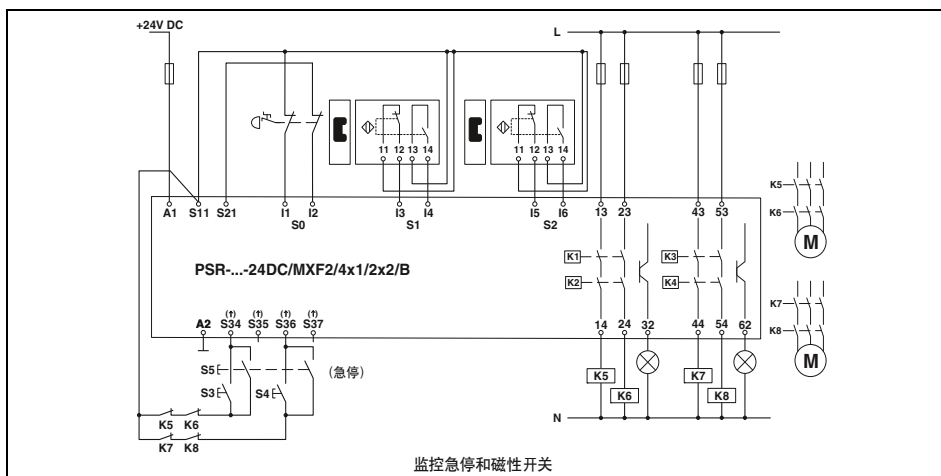 +24V DC
L
11 12 13 14
11 12 13 14
K5
K6
M
A1 S11 S21 I1 I2 I3 I4 I5 I6 13 23 43 53
S0 S1 S2
PSR-...-24DC/MXF2/4x1/2x2/B
K1
K3
K2
K4
K7
K8
M
(†) (†) (†) (†)
A2 S34 S35 S36 S37 14 24 32 44 54 62
S5
(急停)
S3
S4
K5
K7
K6
K8
K5 K6
K7 K8
N
监控急停和磁性开关